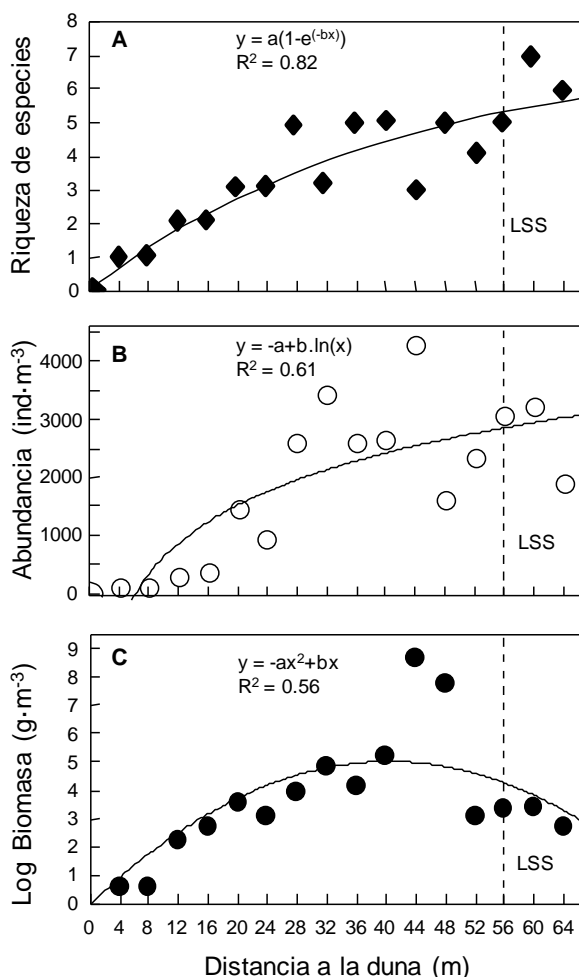 A
y = a(1-e^(-bx))
R² = 0.82
Riqueza de especies
8
7
6
5
4
3
2
1
0
LSS
B
y = -a+b.ln(x)
R² = 0.61
Abundancia (ind·m⁻³)
4000
3000
2000
1000
0
LSS
C
y = -ax²+bx
R² = 0.56
Log Biomasa (g·m⁻³)
9
8
7
6
5
4
3
2
1
0
LSS
0 4 8 12 16 20 24 28 32 36 40 44 48 52 56 60 64
Distancia a la duna (m)